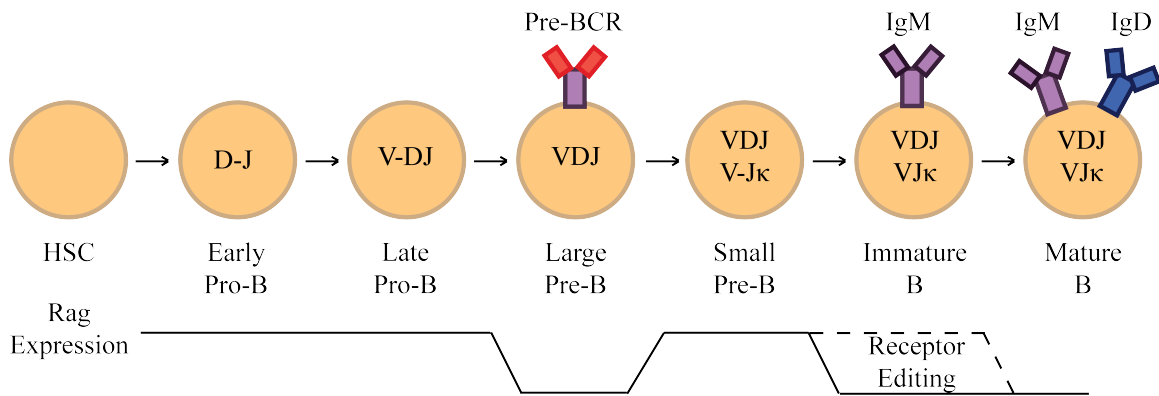 Pre-BCR
IgM
IgM
IgD
D-J
V-DJ
VDJ
VDJ
V-Jκ
VDJ
VJκ
VDJ
VJκ
HSC
Early
Pro-B
Late
Pro-B
Large
Pre-B
Small
Pre-B
Immature
B
Mature
B
Rag
Expression
Receptor
Editing